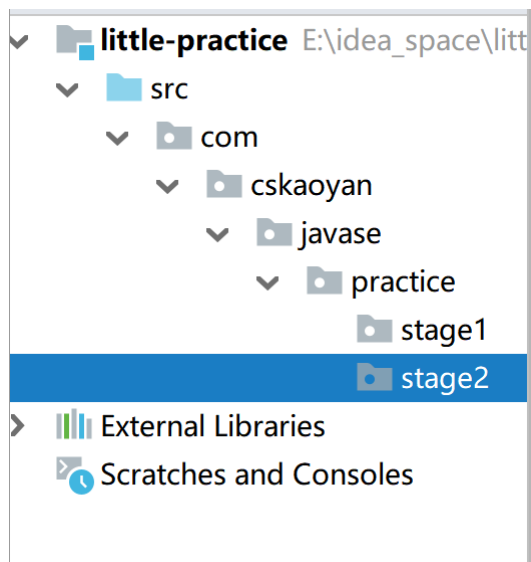 little-practice E:\idea_space\litt
src
com
cskaoyan
javase
practice
stage1
stage2
External Libraries
Scratches and Consoles